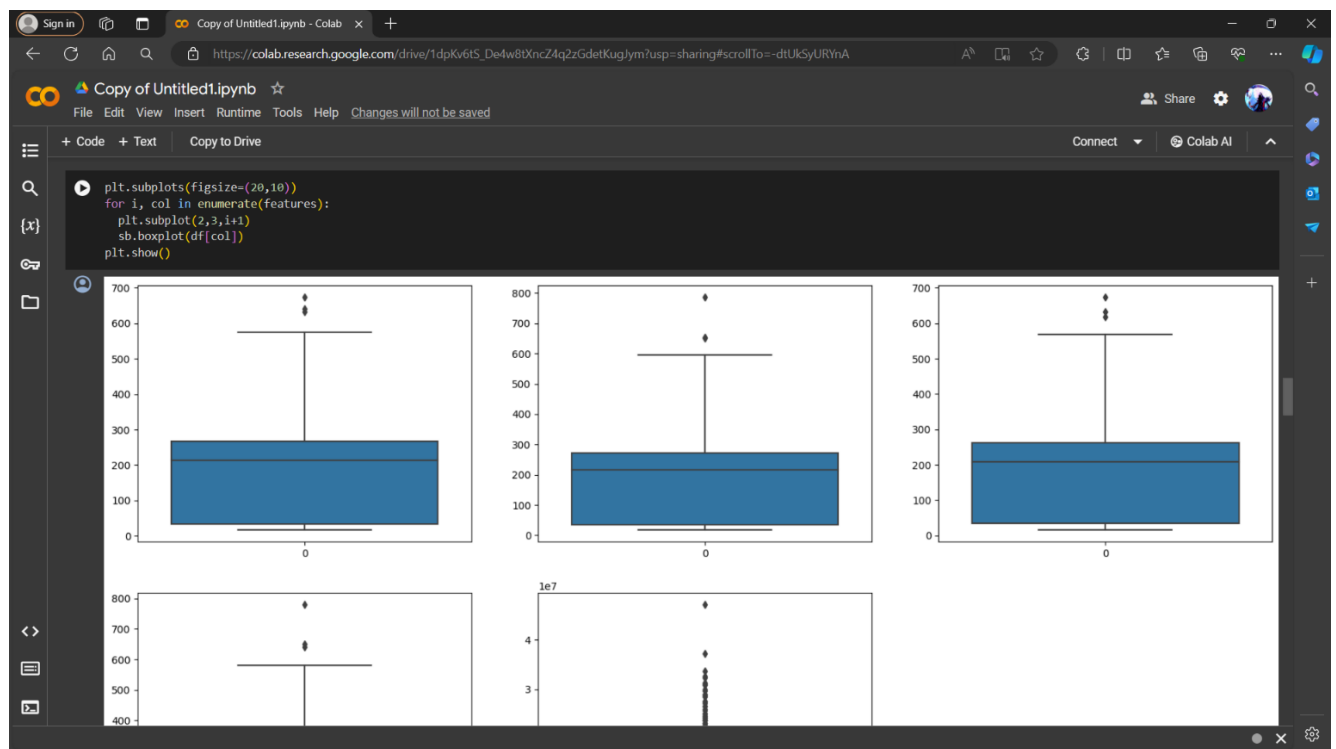 Sign in
Copy of Untitled1.ipynb - Colab
https://colab.research.google.com/drive/1dpKv6tS_De4w8tXncZ4q2zGdetKugJym?usp=sharing#scrollTo=-dtUkSyURYnA
CO
Copy of Untitled1.ipynb
File Edit View Insert Runtime Tools Help Changes will not be saved
Share
+ Code + Text Copy to Drive
Connect Colab AI
plt.subplots(figsize=(20,10))
for i, col in enumerate(features):
  plt.subplot(2,3,i+1)
  sb.boxplot(df[col])
plt.show()
{x}
700
600
500
400
300
200
100
0
0
800
700
600
500
400
300
200
100
0
0
700
600
500
400
300
200
100
0
0
800
700
600
500
400
1e7
4
3